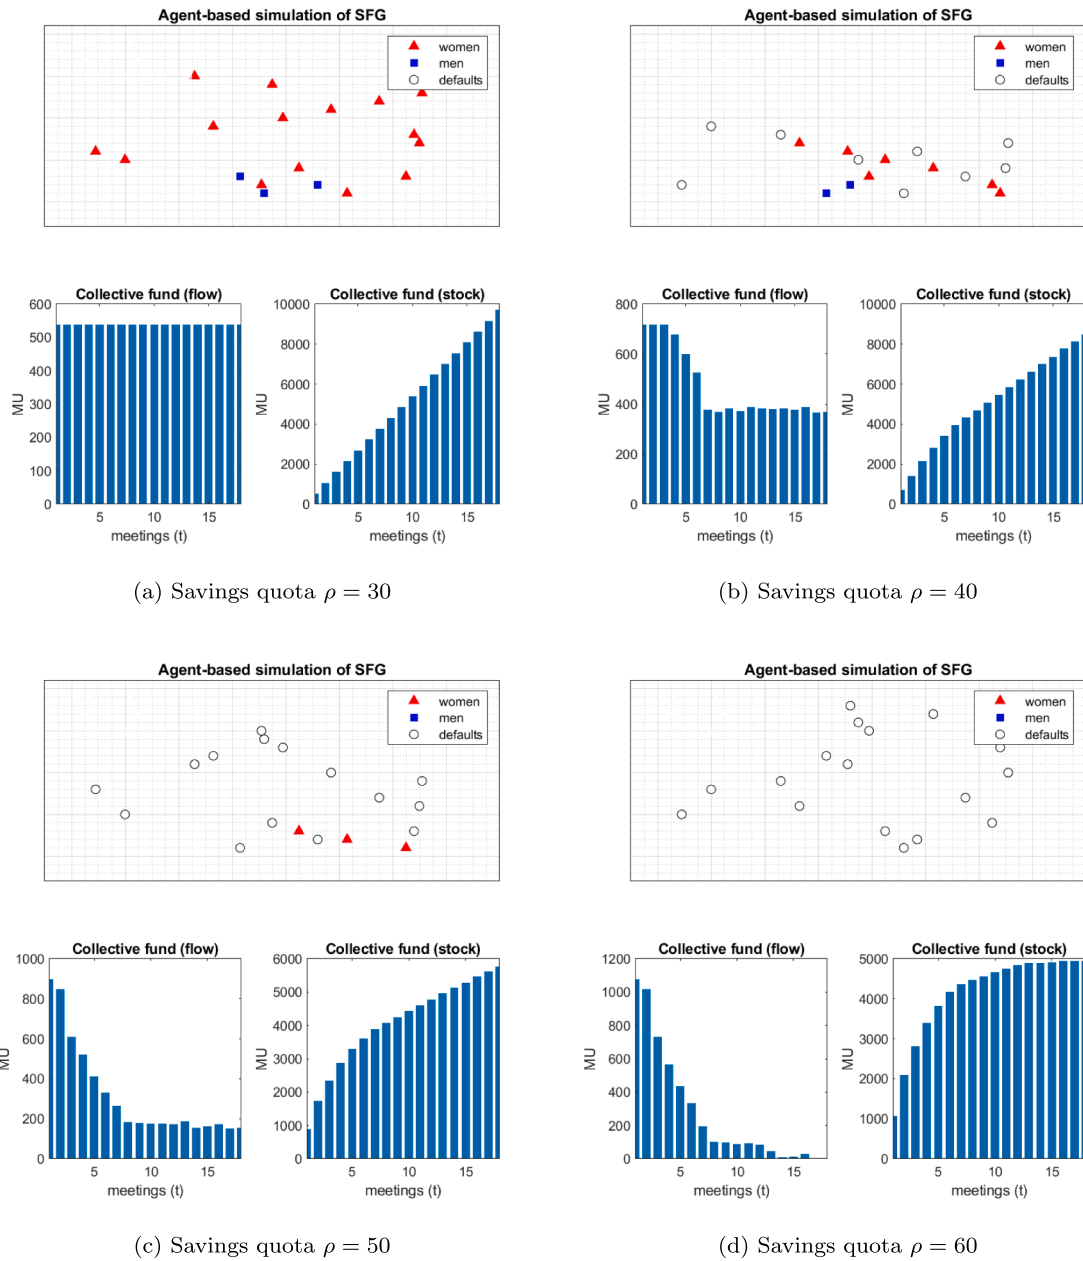 Agent-based simulation of SFG
women
men
defaults
Collective fund (flow)
600
500
400
300
200
100
0
MU
5 10 15
meetings (t)
Collective fund (stock)
10000
8000
6000
4000
2000
0
5 10 15
meetings (t)
(a) Savings quota ρ = 30
Agent-based simulation of SFG
women
men
defaults
Collective fund (flow)
800
600
400
200
0
MU
5 10 15
meetings (t)
Collective fund (stock)
10000
8000
6000
4000
2000
0
MU
5 10 15
meetings (t)
(b) Savings quota ρ = 40
Agent-based simulation of SFG
women
men
defaults
Collective fund (flow)
1000
800
600
400
200
0
MU
5 10 15
meetings (t)
Collective fund (stock)
6000
5000
4000
3000
2000
1000
0
MU
5 10 15
meetings (t)
(c) Savings quota ρ = 50
Agent-based simulation of SFG
women
men
defaults
Collective fund (flow)
1200
1000
800
600
400
200
0
MU
5 10 15
meetings (t)
Collective fund (stock)
5000
4000
3000
2000
1000
0
MU
5 10 15
meetings (t)
(d) Savings quota ρ = 60